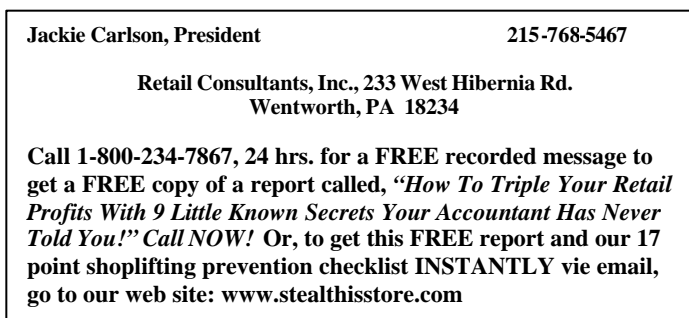 Jackie Carlson, President 215-768-5467
Retail Consultants, Inc., 233 West Hibernia Rd.
Wentworth, PA 18234
Call 1-800-234-7867, 24 hrs. for a FREE recorded message to
get a FREE copy of a report called, “How To Triple Your Retail
Profits With 9 Little Known Secrets Your Accountant Has Never
Told You!” Call NOW! Or, to get this FREE report and our 17
point shoplifting prevention checklist INSTANTLY vie email,
go to our web site: www.stealthisstore.com